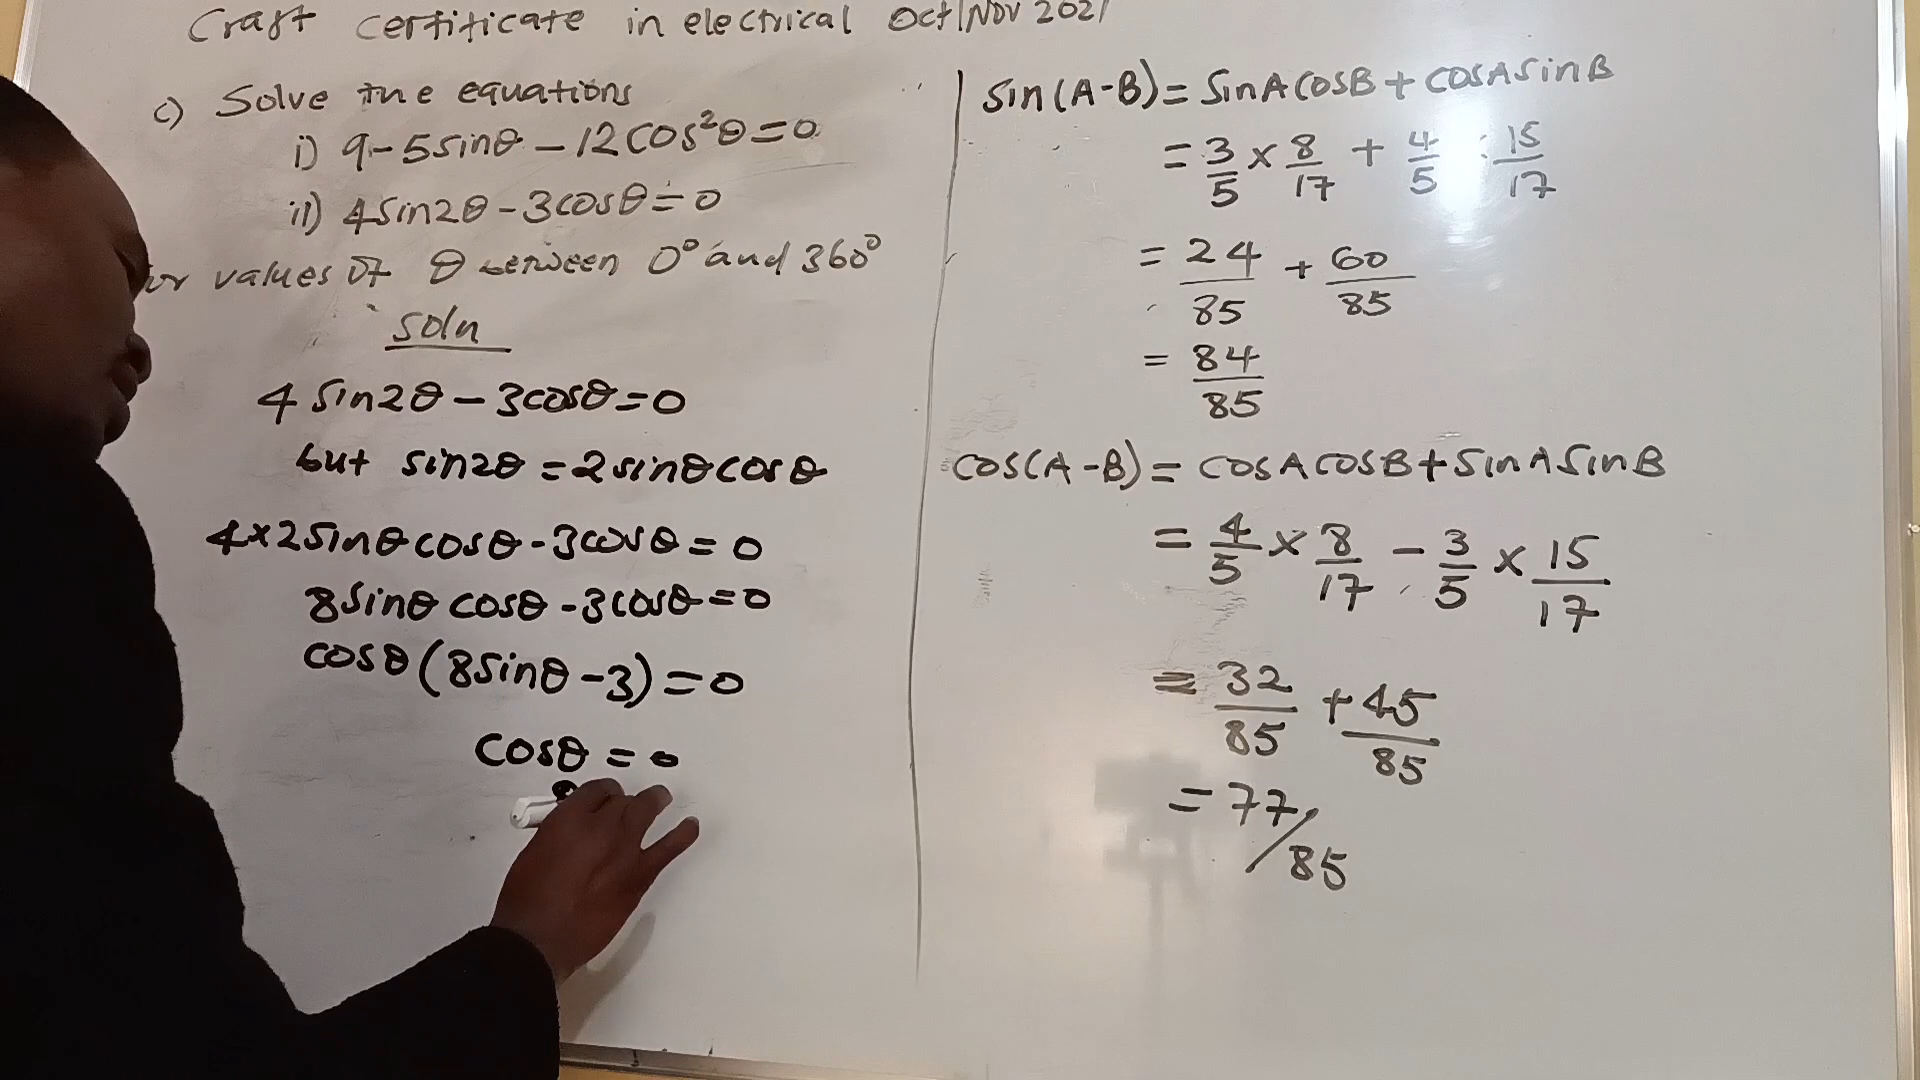 Craft certificate in electrical Oct/Nov 2021
c) Solve the equations
i) 9-5sinθ-12cos²θ=0
ii) 4sin2θ-3cosθ=0
values of θ between 0° and 360°
soln
4 sin2θ-3cosθ=0
but sin2θ=2sinθcosθ
4×2sinθcosθ-3cosθ=0
8sinθcosθ-3cosθ=0
cosθ(8sinθ-3)=0
cosθ=0
sin(A-B)=sinAcosB+cosAsinB
=3/5×8/17+4/5 15/17
=24/85+60/85
=84/85
cos(A-B)=cosAcosB+sinAsinB
=4/5×8/17-3/5×15/17
=32/85+45/85
=77/85